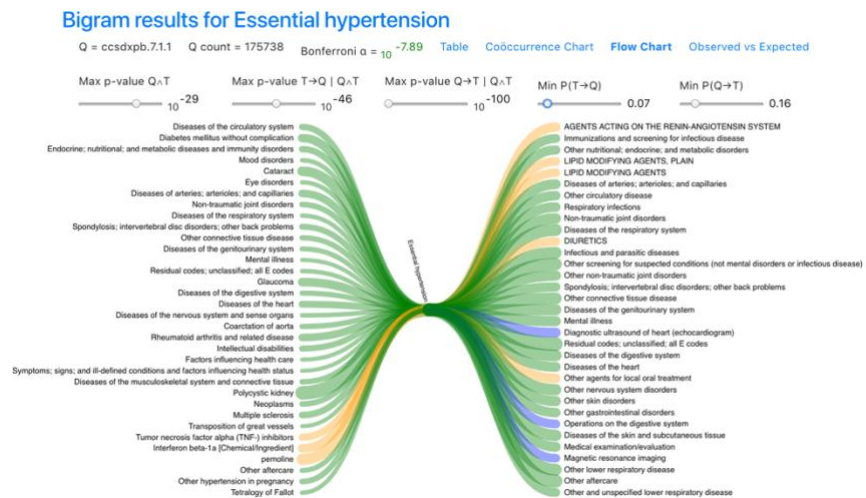 Bigram results for Essential hypertension
Q = ccsdxpb.7.1.1 Q count = 175738 Bonferroni α = 10 -7.89 Table Coöccurrence Chart Flow Chart Observed vs Expected
Max p-value Q∧T Max p-value T→Q | Q∧T Max p-value Q→T | Q∧T Min P(T→Q) Min P(Q→T)
10 -29 10 -46 10 -100 0.07 0.16
Diseases of the circulatory system
Diabetes mellitus without complication
Endocrine; nutritional; and metabolic diseases and immunity disorders
Mood disorders
Cataract
Eye disorders
Diseases of arteries; arterioles; and capillaries
Non-traumatic joint disorders
Diseases of the respiratory system
Spondylosis; intervertebral disc disorders; other back problems
Other connective tissue disease
Diseases of the genitourinary system
Mental illness
Residual codes; unclassified; all E codes
Glaucoma
Diseases of the digestive system
Diseases of the heart
Diseases of the nervous system and sense organs
Coarctation of aorta
Rheumatoid arthritis and related disease
Intellectual disabilities
Factors influencing health care
Symptoms; signs; and ill-defined conditions and factors influencing health status
Diseases of the musculoskeletal system and connective tissue
Polycystic kidney
Neoplasms
Multiple sclerosis
Transposition of great vessels
Tumor necrosis factor alpha (TNF-) inhibitors
Interferon beta-1a [Chemical/Ingredient]
pemoline
Other aftercare
Other hypertension in pregnancy
Tetralogy of Fallot
Essential hypertension
AGENTS ACTING ON THE RENIN-ANGIOTENSIN SYSTEM
Immunizations and screening for infectious disease
Other nutritional; endocrine; and metabolic disorders
LIPID MODIFYING AGENTS, PLAIN
LIPID MODIFYING AGENTS
Diseases of arteries; arterioles; and capillaries
Other circulatory disease
Respiratory infections
Non-traumatic joint disorders
Diseases of the respiratory system
DIURETICS
Infectious and parasitic diseases
Other screening for suspected conditions (not mental disorders or infectious disease)
Other non-traumatic joint disorders
Spondylosis; intervertebral disc disorders; other back problems
Other connective tissue disease
Diseases of the genitourinary system
Mental illness
Diagnostic ultrasound of heart (echocardiogram)
Residual codes; unclassified; all E codes
Diseases of the digestive system
Diseases of the heart
Other agents for local oral treatment
Other nervous system disorders
Other skin disorders
Other gastrointestinal disorders
Operations on the digestive system
Diseases of the skin and subcutaneous tissue
Medical examination/evaluation
Magnetic resonance imaging
Other lower respiratory disease
Other aftercare
Other and unspecified lower respiratory disease